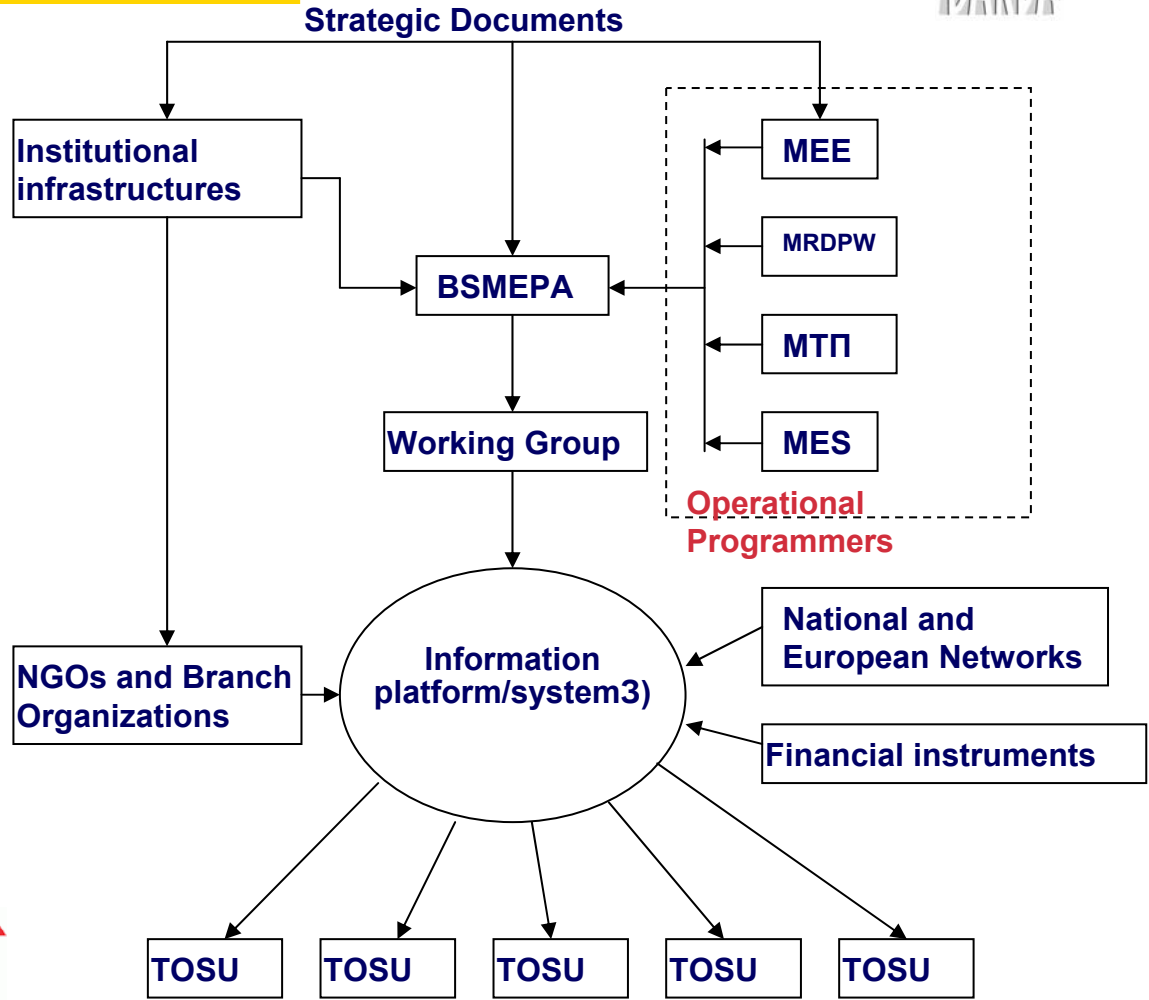 Strategic Documents
Institutional
infrastructures
MEE
MRDPW
BSMEPA
МТП
MES
Working Group
Operational
Programmers
National and
European Networks
Information
platform/system3)
NGOs and Branch
Organizations
Financial instruments
TOSU
TOSU
TOSU
TOSU
TOSU